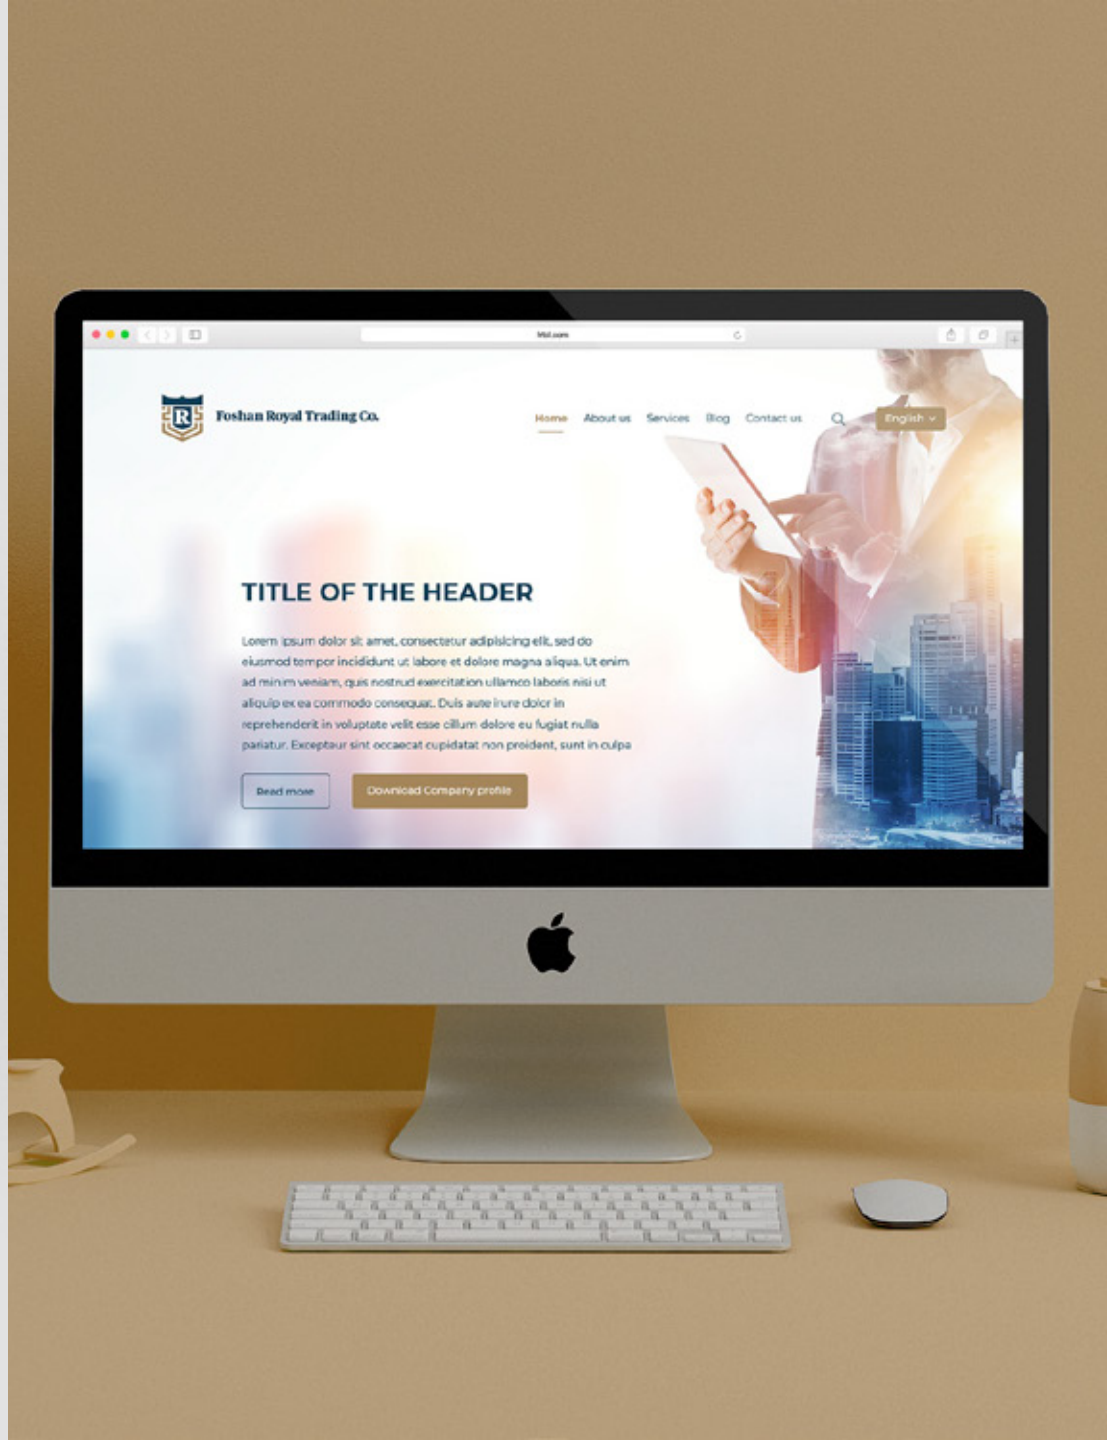 R
Foshan Royal Trading Co.
Home About us Services Blog Contact us English
TITLE OF THE HEADER
Lorem ipsum dolor sit amet, consectetur adipisicing elit, sed do
eiusmod tempor incididunt ut labore et dolore magna aliqua. Ut enim
ad minim veniam, quis nostrud exercitation ullamco laboris nisi ut
aliquip ex ea commodo consequat. Duis aute irure dolor in
reprehenderit in voluptate velit esse cillum dolore eu fugiat nulla
pariatur. Excepteur sint occaecat cupidatat non proident, sunt in culpa
Read more Download Company profile